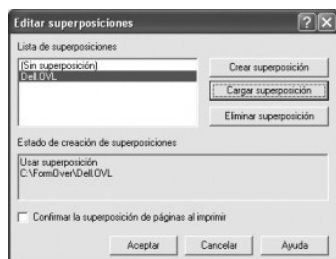 Editar superposiciones
Lista de superposiciones
(Sin superposición)
Dell.OVL
Crear superposición
Cargar superposición
Eliminar superposición
Estado de creación de superposiciones
Usar superposición
C:\FormOver\Dell.OVL
Confirmar la superposición de páginas al imprimir
Aceptar Cancelar Ayuda